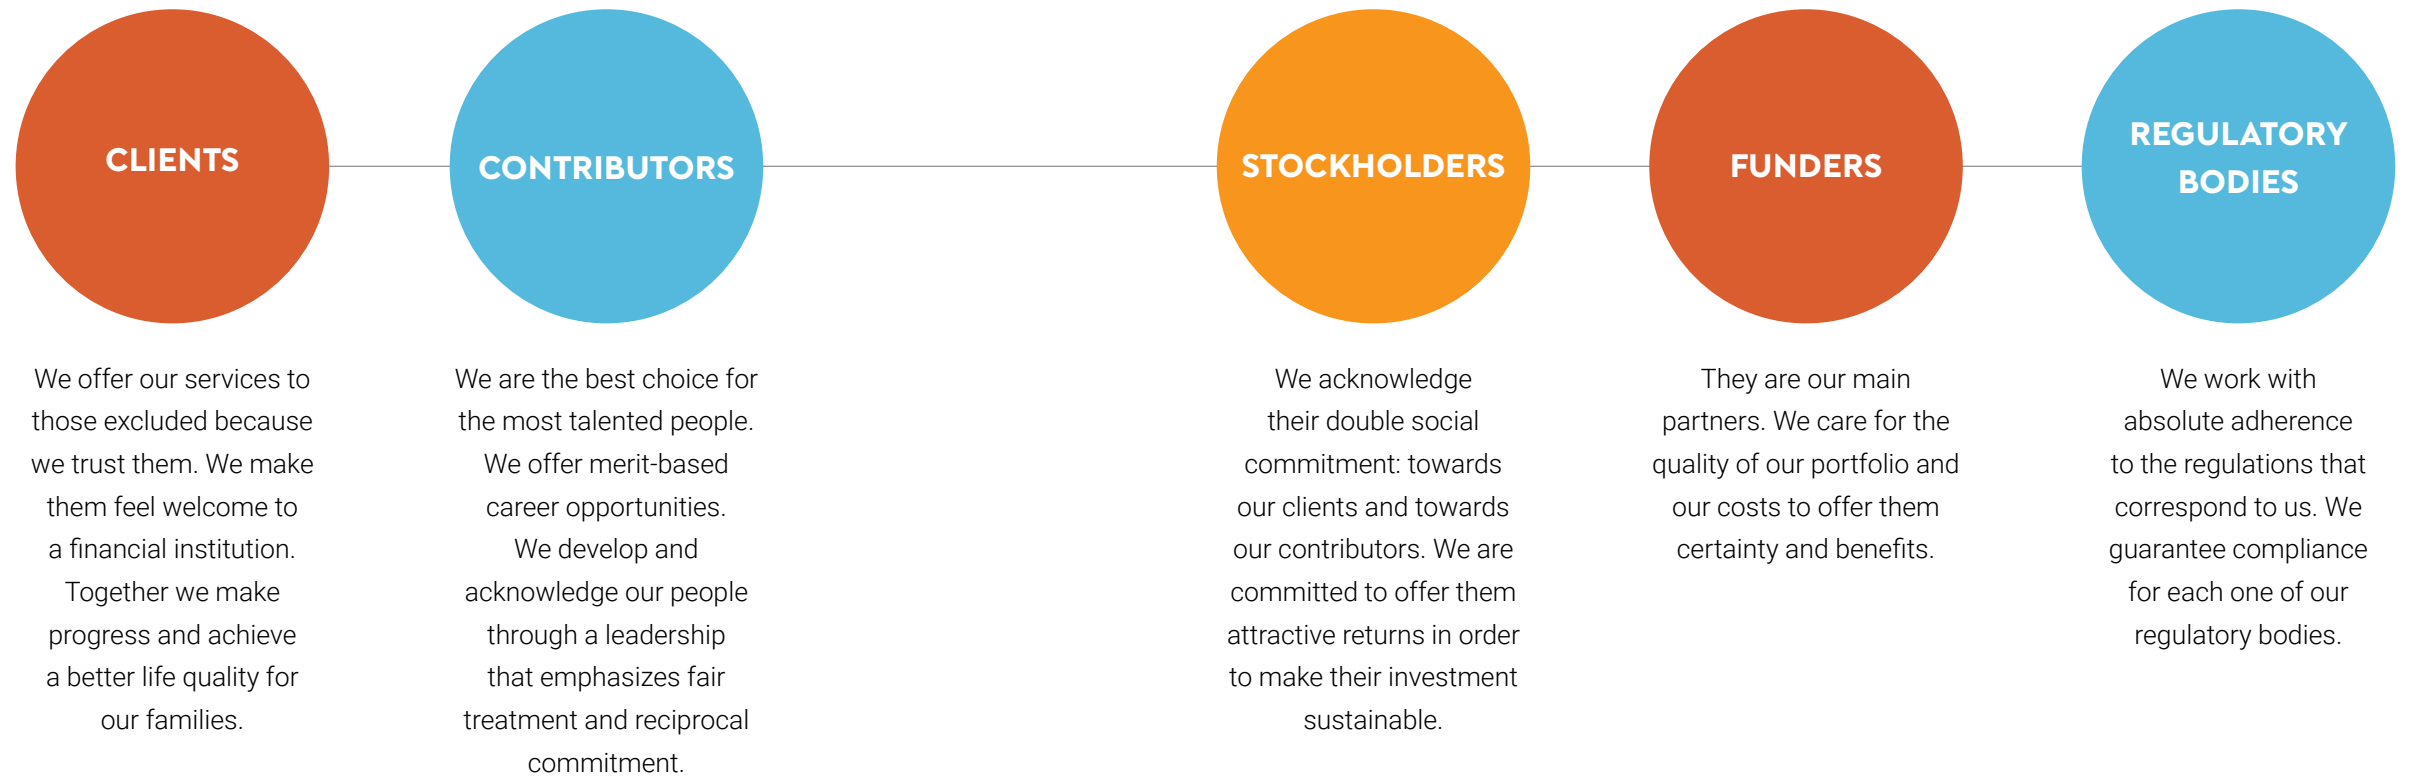 CLIENTS
We offer our services to
those excluded because
we trust them. We make
them feel welcome to
a financial institution.
Together we make
progress and achieve
a better life quality for
our families.
CONTRIBUTORS
We are the best choice for
the most talented people.
We offer merit-based
career opportunities.
We develop and
acknowledge our people
through a leadership
that emphasizes fair
treatment and reciprocal
commitment.
STOCKHOLDERS
We acknowledge
their double social
commitment: towards
our clients and towards
our contributors. We are
committed to offer them
attractive returns in order
to make their investment
sustainable.
FUNDERS
They are our main
partners. We care for the
quality of our portfolio and
our costs to offer them
certainty and benefits.
REGULATORY
BODIES
We work with
absolute adherence
to the regulations that
correspond to us. We
guarantee compliance
for each one of our
regulatory bodies.